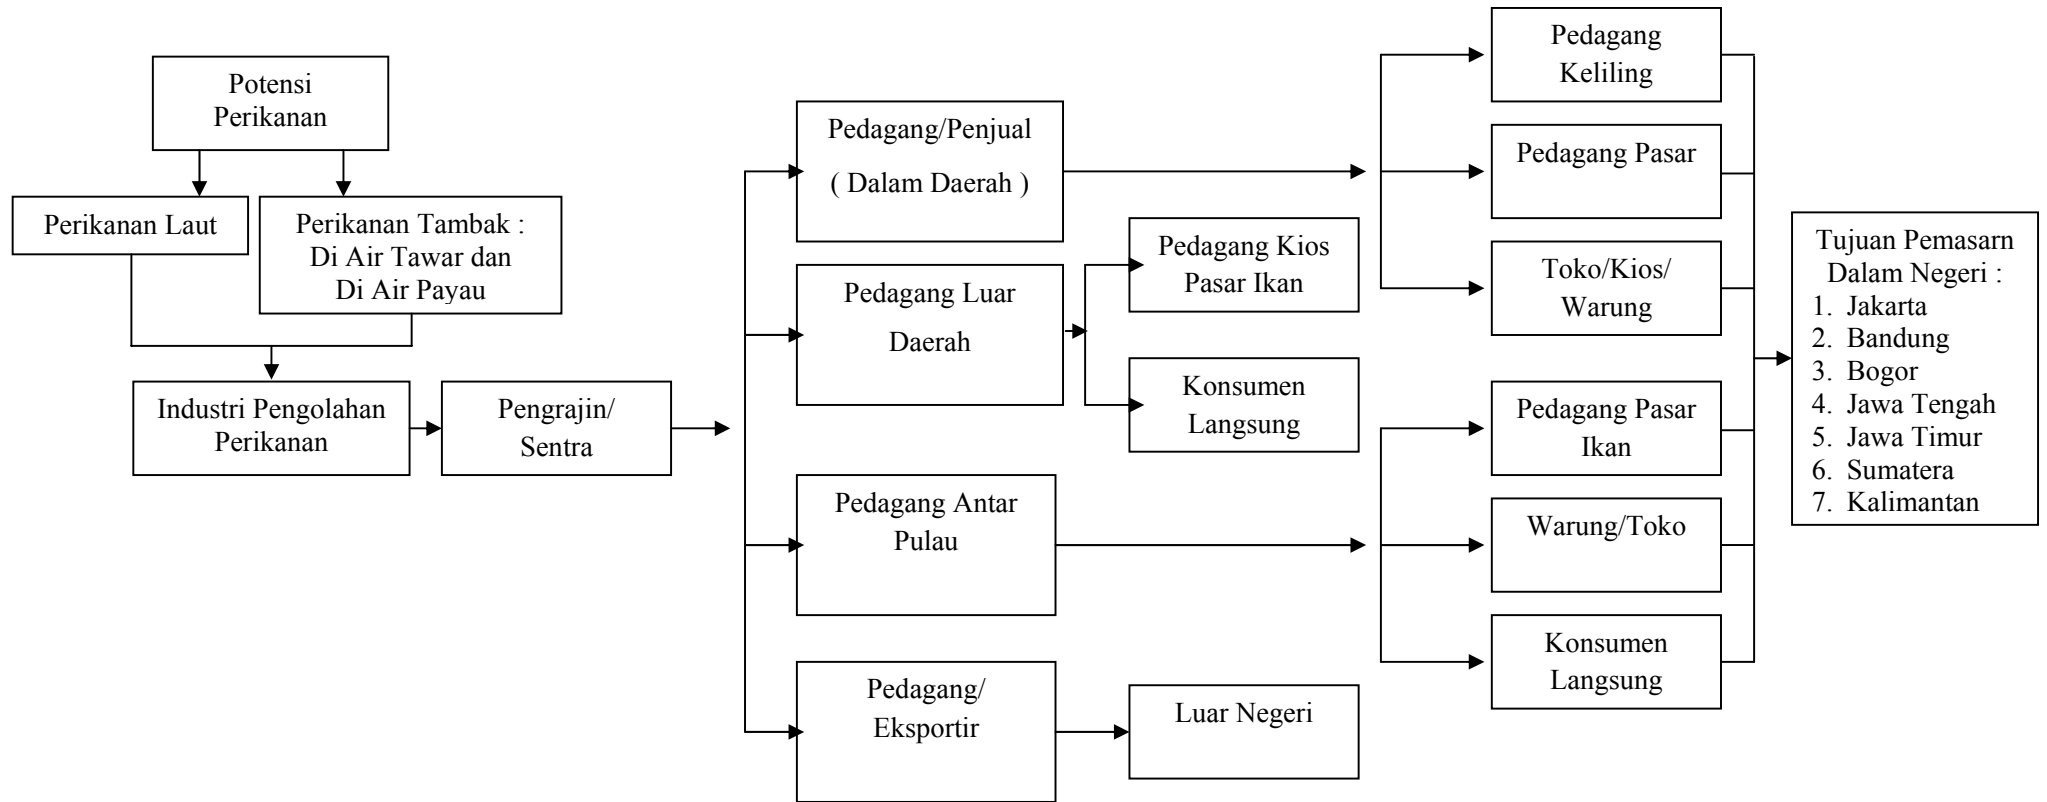 Potensi
Perikanan
Perikanan Laut
Perikanan Tambak :
Di Air Tawar dan
Di Air Payau
Industri Pengolahan
Perikanan
Pengrajin/
Sentra
Pedagang/Penjual
( Dalam Daerah )
Pedagang Luar
Daerah
Pedagang Antar
Pulau
Pedagang/
Eksportir
Pedagang Kios
Pasar Ikan
Konsumen
Langsung
Luar Negeri
Pedagang
Keliling
Pedagang Pasar
Toko/Kios/
Warung
Pedagang Pasar
Ikan
Warung/Toko
Konsumen
Langsung
Tujuan Pemasarn
Dalam Negeri :
1. Jakarta
2. Bandung
3. Bogor
4. Jawa Tengah
5. Jawa Timur
6. Sumatera
7. Kalimantan